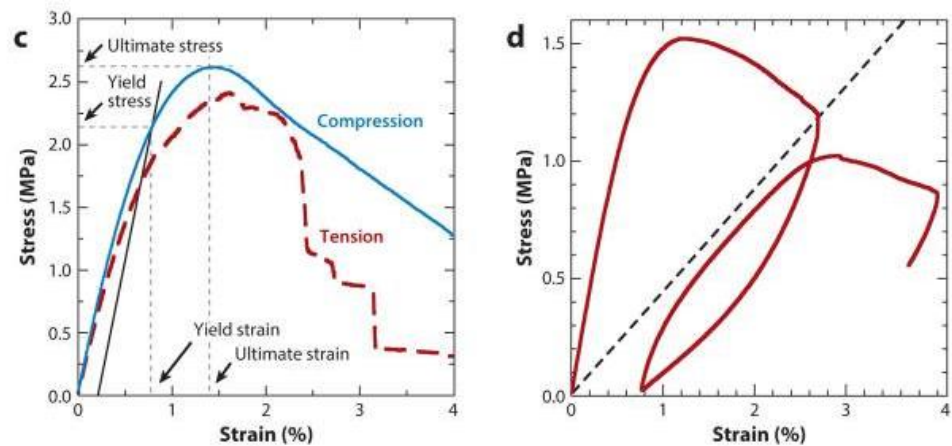 c
3.0
2.5
2.0
1.5
1.0
0.5
0
Stress (MPa)
Ultimate stress
Yield
stress
Compression
Tension
Yield strain
Ultimate strain
0 1 2 3 4
Strain (%)
d
1.5
1.0
0.5
0
Stress (MPa)
0 1 2 3 4
Strain (%)